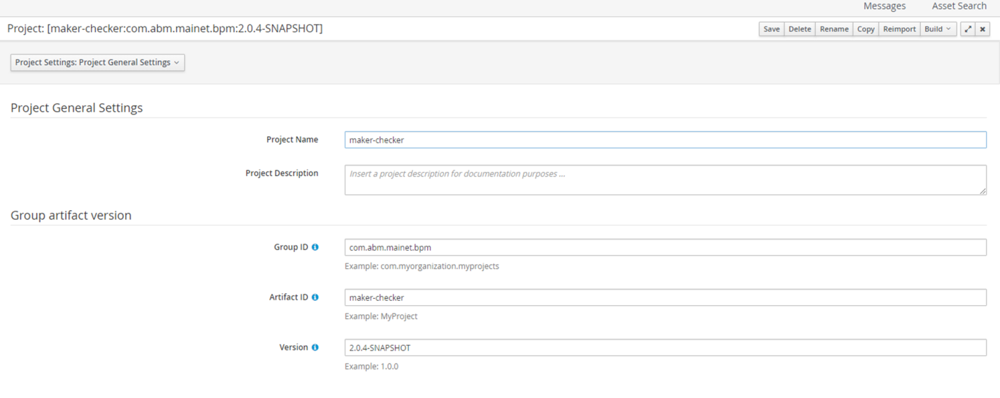 Messages Asset Search
Project: [maker-checker:com.abm.mainet.bpm:2.0.4-SNAPSHOT] Save Delete Rename Copy Reimport Build
Project Settings: Project General Settings
Project General Settings
Project Name maker-checker
Project Description Insert a project description for documentation purposes ...
Group artifact version
Group ID com.abm.mainet.bpm
Example: com.myorganization.myprojects
Artifact ID maker-checker
Example: MyProject
Version 2.0.4-SNAPSHOT
Example: 1.0.0